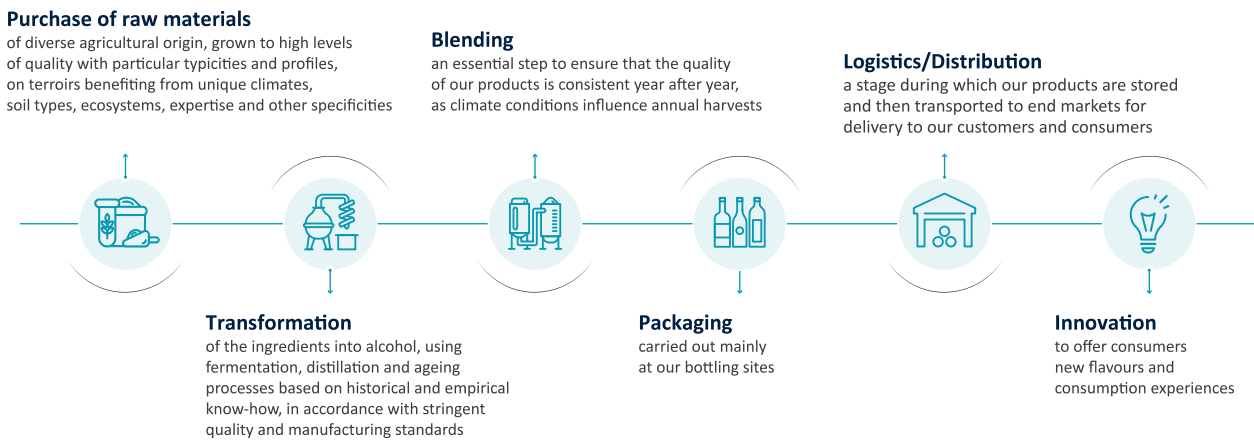 Purchase of raw materials
of diverse agricultural origin, grown to high levels
of quality with particular typicities and profiles,
on terroirs benefiting from unique climates,
soil types, ecosystems, expertise and other specificities
Blending
an essential step to ensure that the quality
of our products is consistent year after year,
as climate conditions influence annual harvests
Logistics/Distribution
a stage during which our products are stored
and then transported to end markets for
delivery to our customers and consumers
Transformation
of the ingredients into alcohol, using
fermentation, distillation and ageing
processes based on historical and empirical
know-how, in accordance with stringent
quality and manufacturing standards
Packaging
carried out mainly
at our bottling sites
Innovation
to offer consumers
new flavours and
consumption experiences